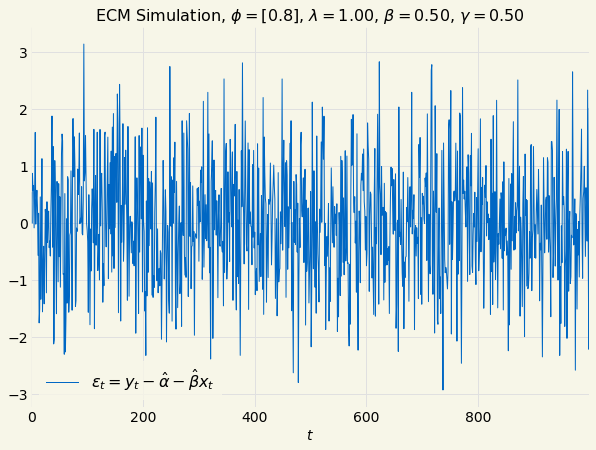 ECM Simulation, ϕ = [0.8], λ = 1.00, β = 0.50, γ = 0.50
3
2
1
0
−1
−2
−3
εₜ = yₜ − α̂ − β̂xₜ
0 200 400 600 800
t